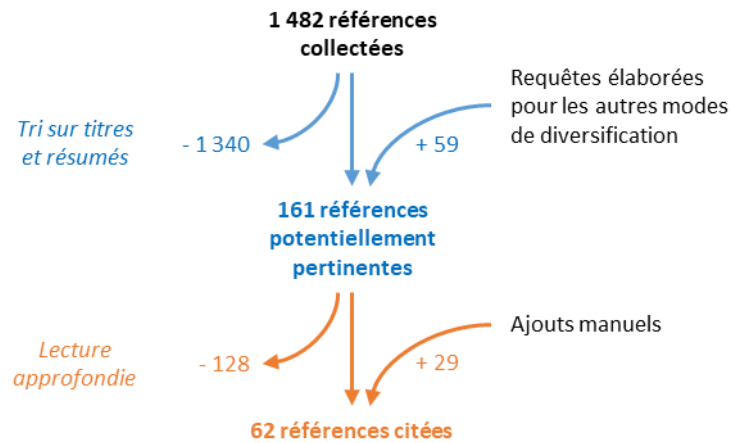 1 482 références
collectées
Requêtes élaborées
pour les autres modes
de diversification
Tri sur titres
et résumés
- 1 340
+ 59
161 références
potentiellement
pertinentes
Ajouts manuels
Lecture
approfondie
- 128
+ 29
62 références citées